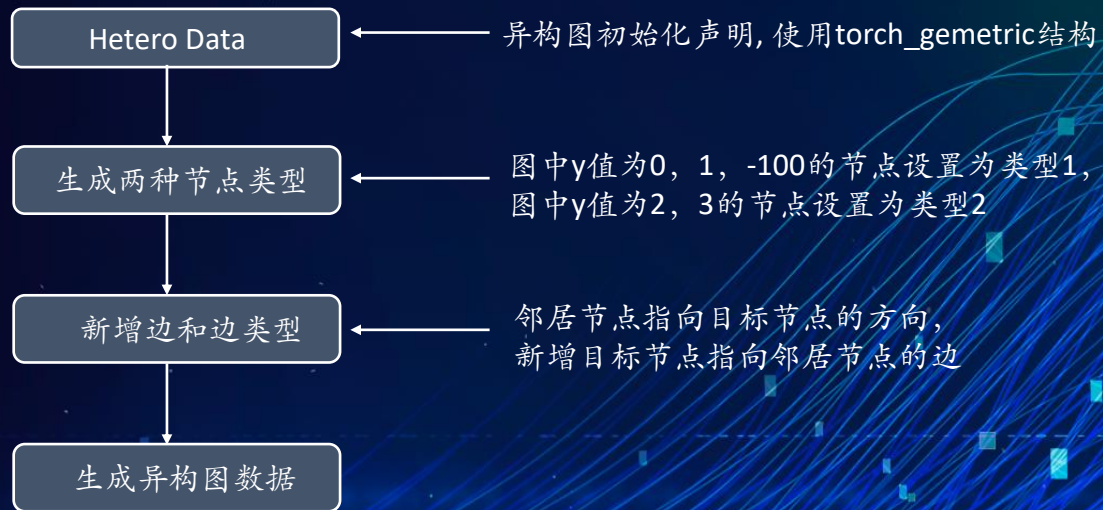 Hetero Data
异构图初始化声明, 使用torch_gemetric结构
生成两种节点类型
图中y值为0，1，-100的节点设置为类型1，
图中y值为2，3的节点设置为类型2
新增边和边类型
邻居节点指向目标节点的方向，
新增目标节点指向邻居节点的边
生成异构图数据